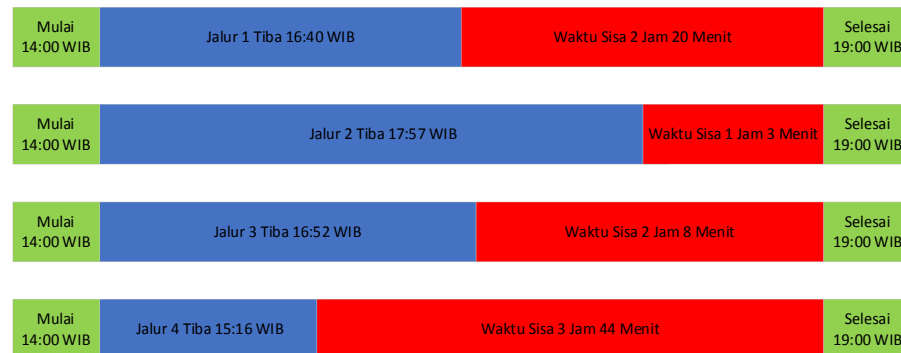 Mulai
14:00 WIB
Jalur 1 Tiba 16:40 WIB
Waktu Sisa 2 Jam 20 Menit
Selesai
19:00 WIB
Mulai
14:00 WIB
Jalur 2 Tiba 17:57 WIB
Waktu Sisa 1 Jam 3 Menit
Selesai
19:00 WIB
Mulai
14:00 WIB
Jalur 3 Tiba 16:52 WIB
Waktu Sisa 2 Jam 8 Menit
Selesai
19:00 WIB
Mulai
14:00 WIB
Jalur 4 Tiba 15:16 WIB
Waktu Sisa 3 Jam 44 Menit
Selesai
19:00 WIB